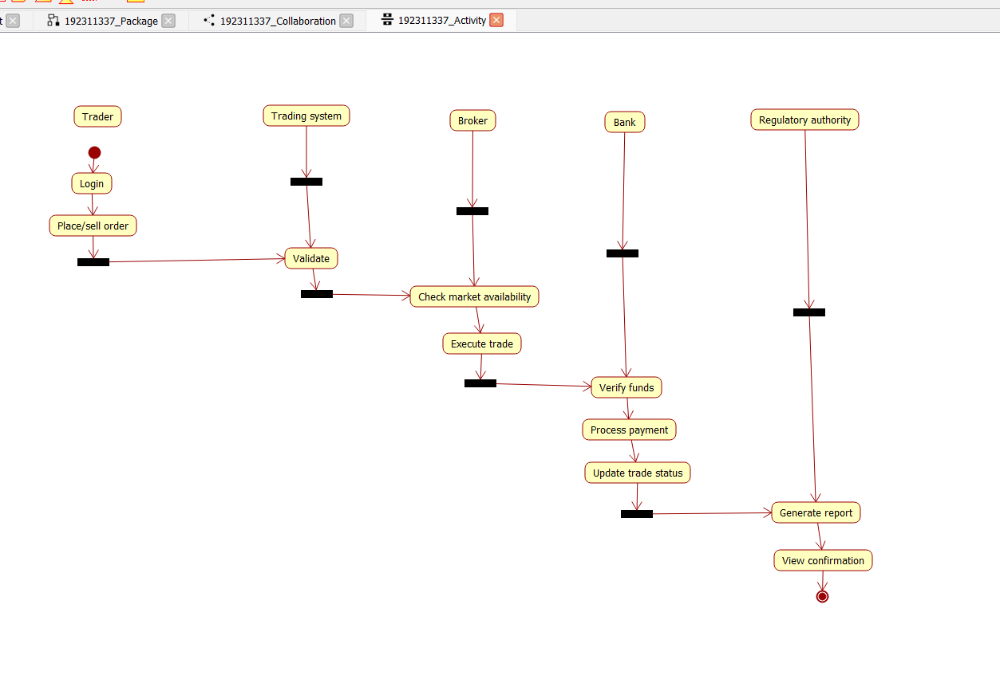 t
192311337_Package
192311337_Collaboration
192311337_Activity
Trader
Trading system
Broker
Bank
Regulatory authority
Login
Place/sell order
Validate
Check market availability
Execute trade
Verify funds
Process payment
Update trade status
Generate report
View confirmation